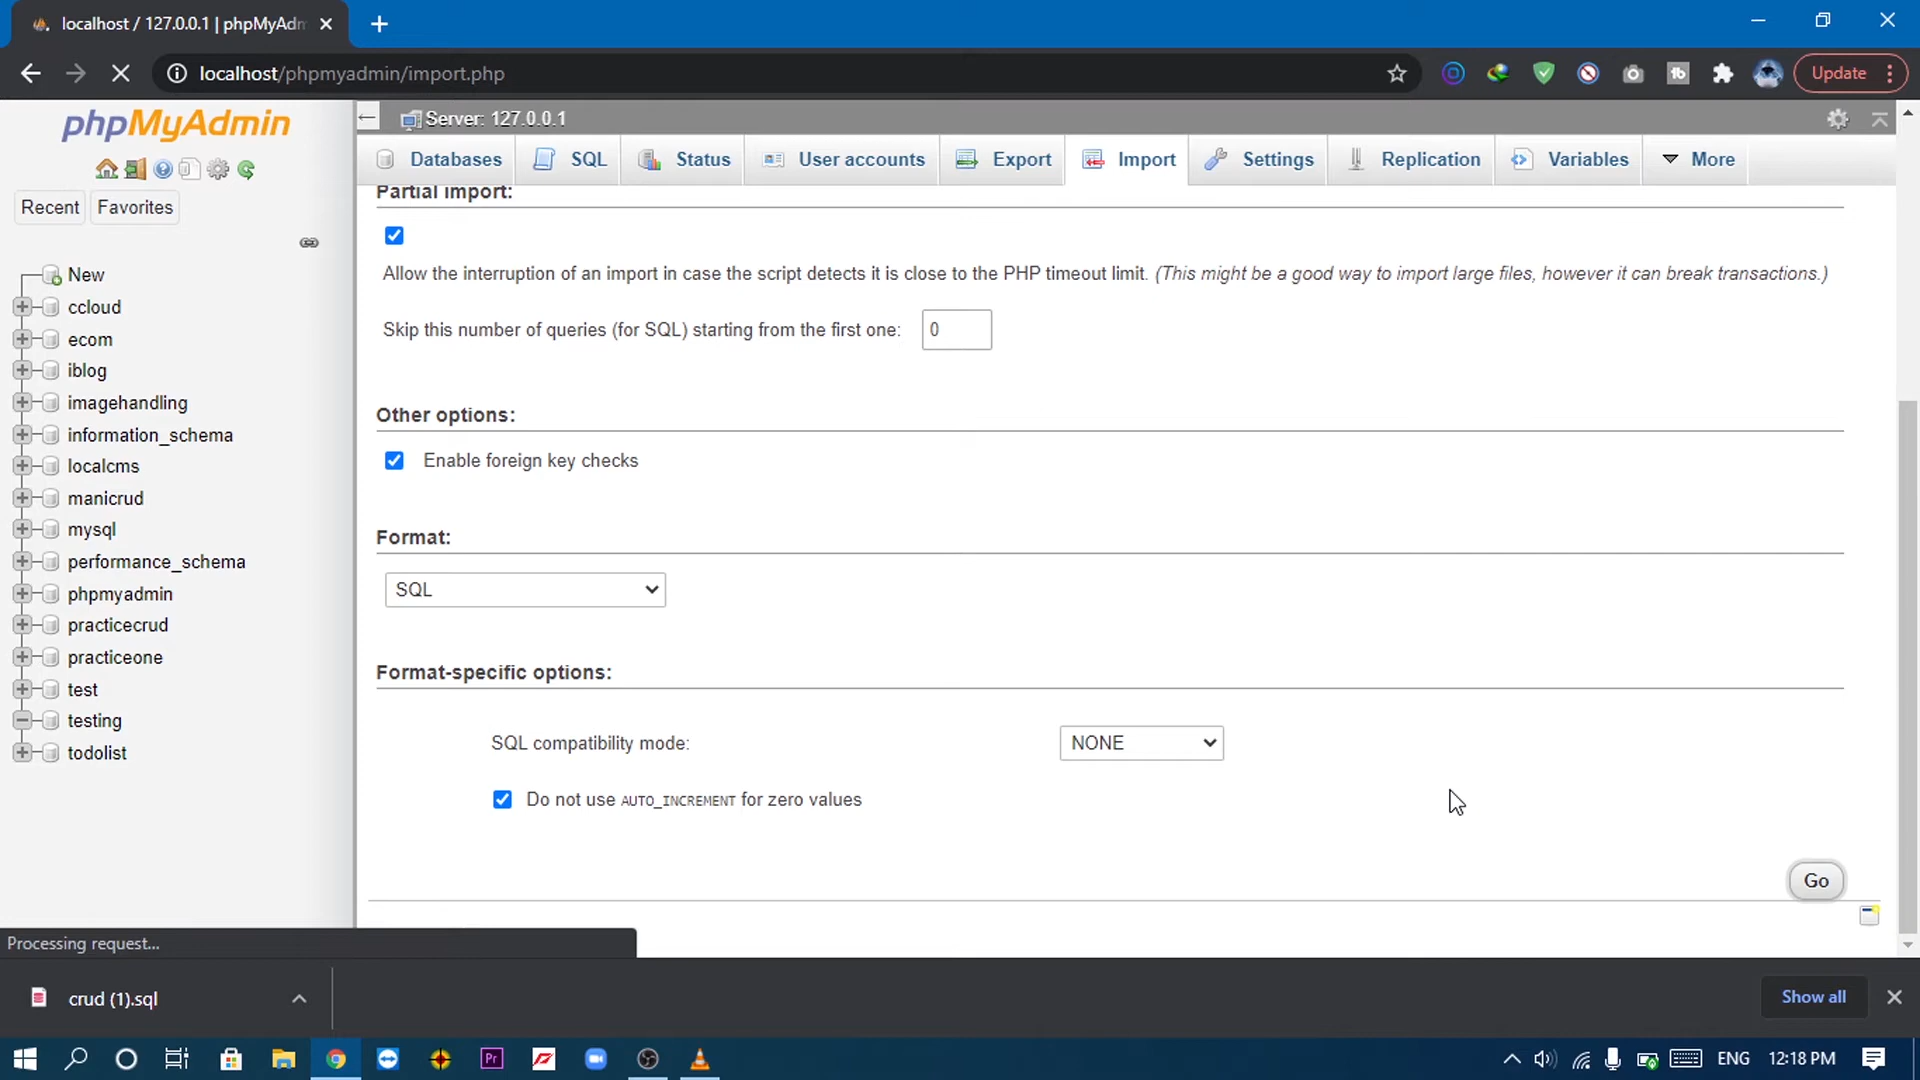 localhost / 127.0.0.1 | phpMyAdm
localhost/phpmyadmin/import.php
Update
phpMyAdmin
Recent
Favorites
New
ccloud
ecom
iblog
imagehandling
information_schema
localcms
manicrud
mysql
performance_schema
phpmyadmin
practicecrud
practiceone
test
testing
todolist
Server: 127.0.0.1
Databases
SQL
Status
User accounts
Export
Import
Settings
Replication
Variables
More
Partial import:
Allow the interruption of an import in case the script detects it is close to the PHP timeout limit. (This might be a good way to import large files, however it can break transactions.)
Skip this number of queries (for SQL) starting from the first one: 0
Other options:
Enable foreign key checks
Format:
SQL
Format-specific options:
SQL compatibility mode: NONE
Do not use AUTO_INCREMENT for zero values
Go
Processing request...
crud (1).sql
Show all
Pr
ENG
12:18 PM